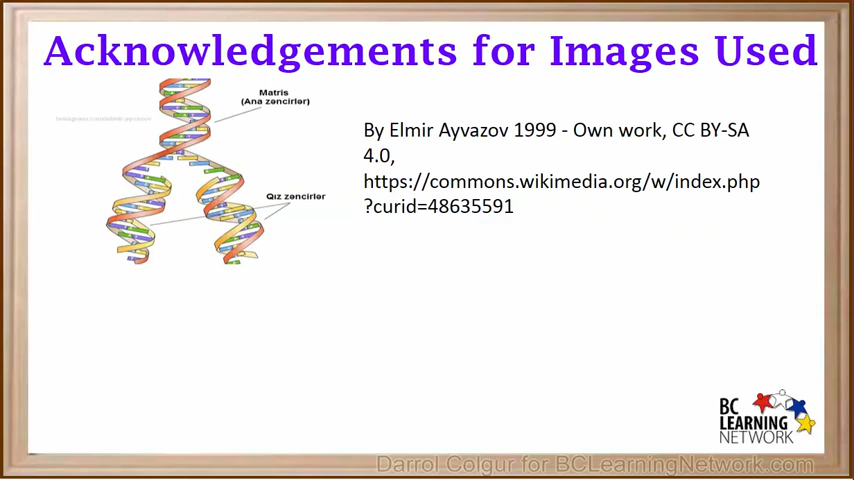 Acknowledgements for Images Used
Matris
(Ana zəncirlər)
Qız zəncirlər
By Elmir Ayvazov 1999 - Own work, CC BY-SA
4.0,
https://commons.wikimedia.org/w/index.php
?curid=48635591
BC
LEARNING
NETWORK
Darrol Colgur for BCLearningNetwork.com